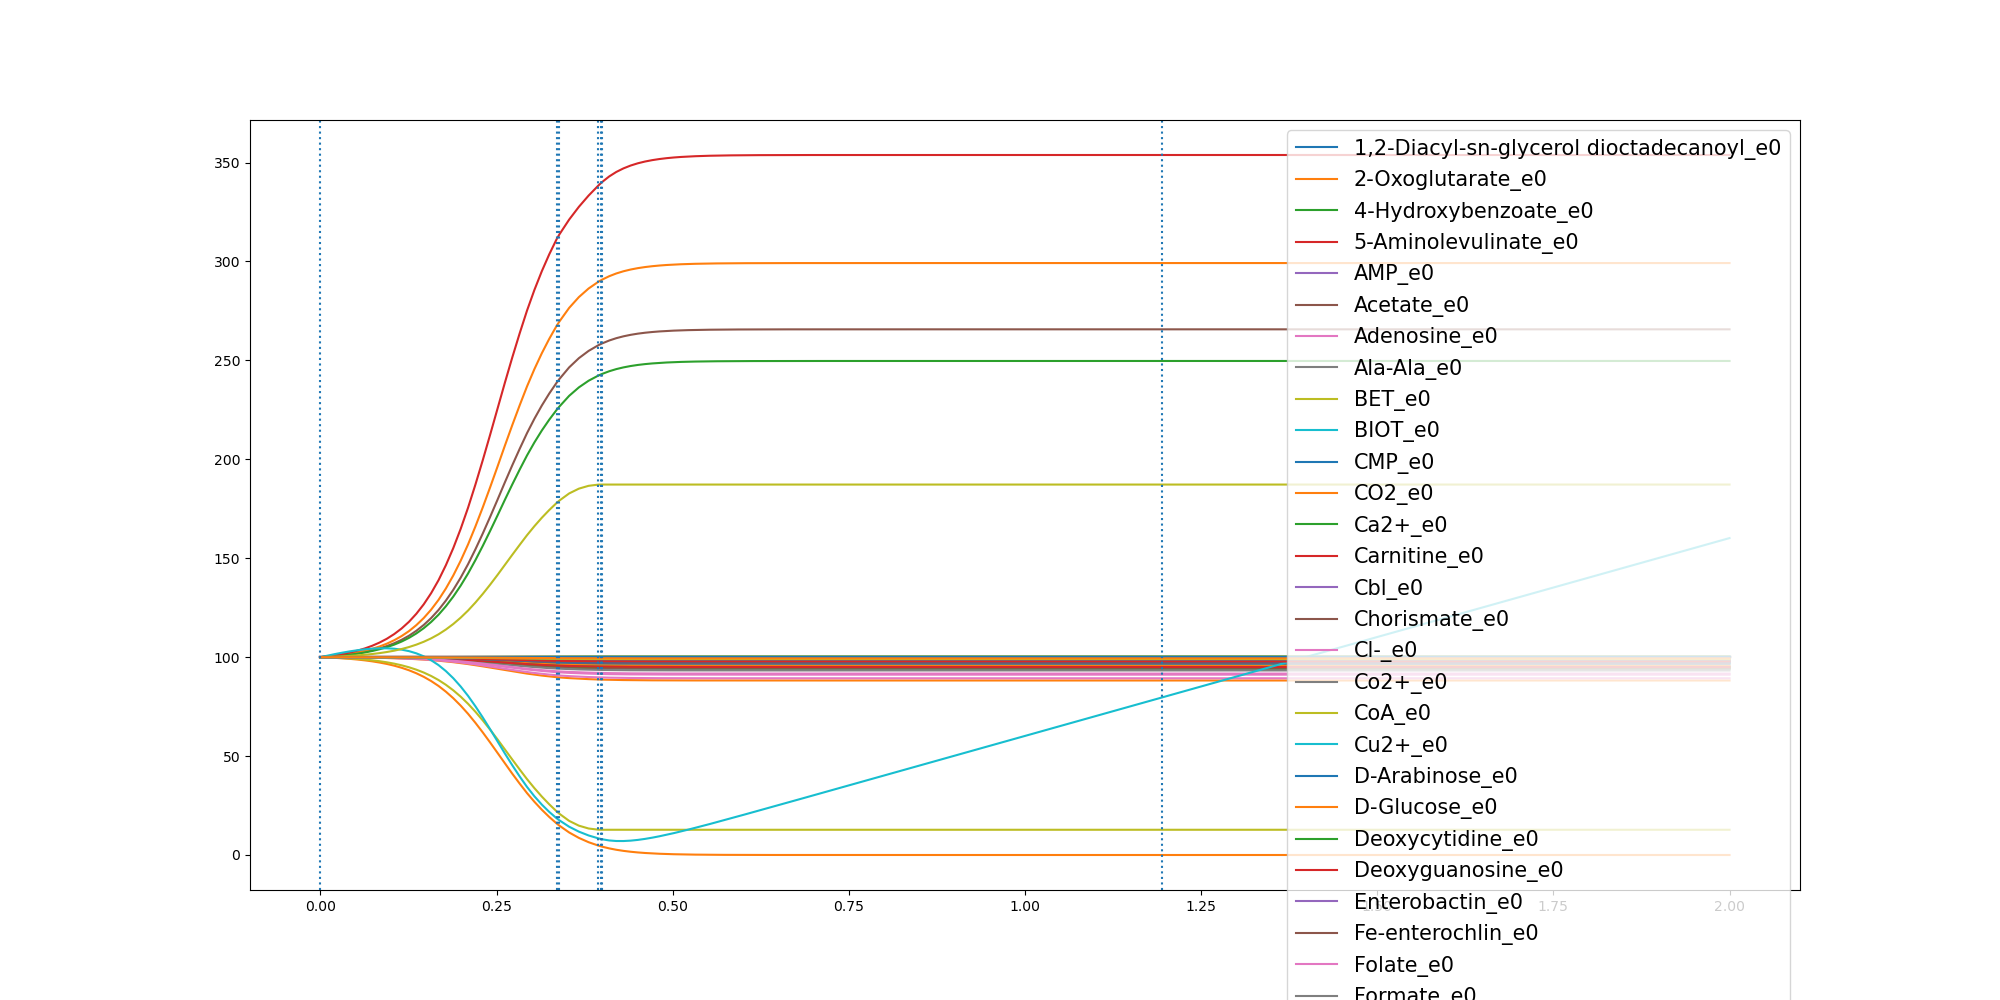 350
300
250
200
150
100
50
0
0.00 0.25 0.50 0.75 1.00 1.25 1.75 2.00
1,2-Diacyl-sn-glycerol dioctadecanoyl_e0
2-Oxoglutarate_e0
4-Hydroxybenzoate_e0
5-Aminolevulinate_e0
AMP_e0
Acetate_e0
Adenosine_e0
Ala-Ala_e0
BET_e0
BIOT_e0
CMP_e0
CO2_e0
Ca2+_e0
Carnitine_e0
Cbl_e0
Chorismate_e0
Cl-_e0
Co2+_e0
CoA_e0
Cu2+_e0
D-Arabinose_e0
D-Glucose_e0
Deoxycytidine_e0
Deoxyguanosine_e0
Enterobactin_e0
Fe-enterochlin_e0
Folate_e0
Formate_e0